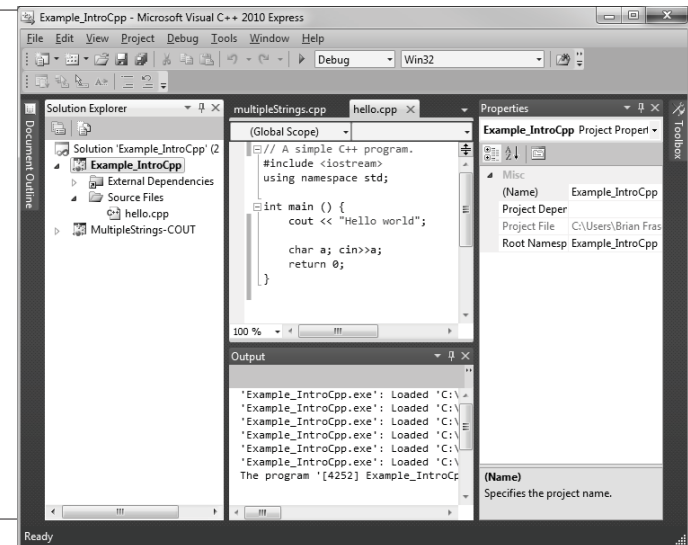 Example_IntroCpp - Microsoft Visual C++ 2010 Express
File Edit View Project Debug Tools Window Help
Debug Win32
Document Outline
Solution Explorer
Solution 'Example_IntroCpp' (2
Example_IntroCpp
External Dependencies
Source Files
hello.cpp
MultipleStrings-COUT
multipleStrings.cpp hello.cpp
(Global Scope)
// A simple C++ program.
#include <iostream>
using namespace std;
int main () {
cout << "Hello world";
char a; cin>>a;
return 0;
}
100 %
Output
'Example_IntroCpp.exe': Loaded 'C:\
'Example_IntroCpp.exe': Loaded 'C:\
'Example_IntroCpp.exe': Loaded 'C:\
'Example_IntroCpp.exe': Loaded 'C:\
'Example_IntroCpp.exe': Loaded 'C:\
'Example_IntroCpp.exe': Loaded 'C:\
The program '[4252] Example_IntroCp
Properties
Example_IntroCpp Project Propert
Misc
(Name) Example_IntroCpp
Project Deper
Project File C:\Users\Brian Fras
Root Namesp Example_IntroCpp
(Name)
Specifies the project name.
Toolbox
Ready